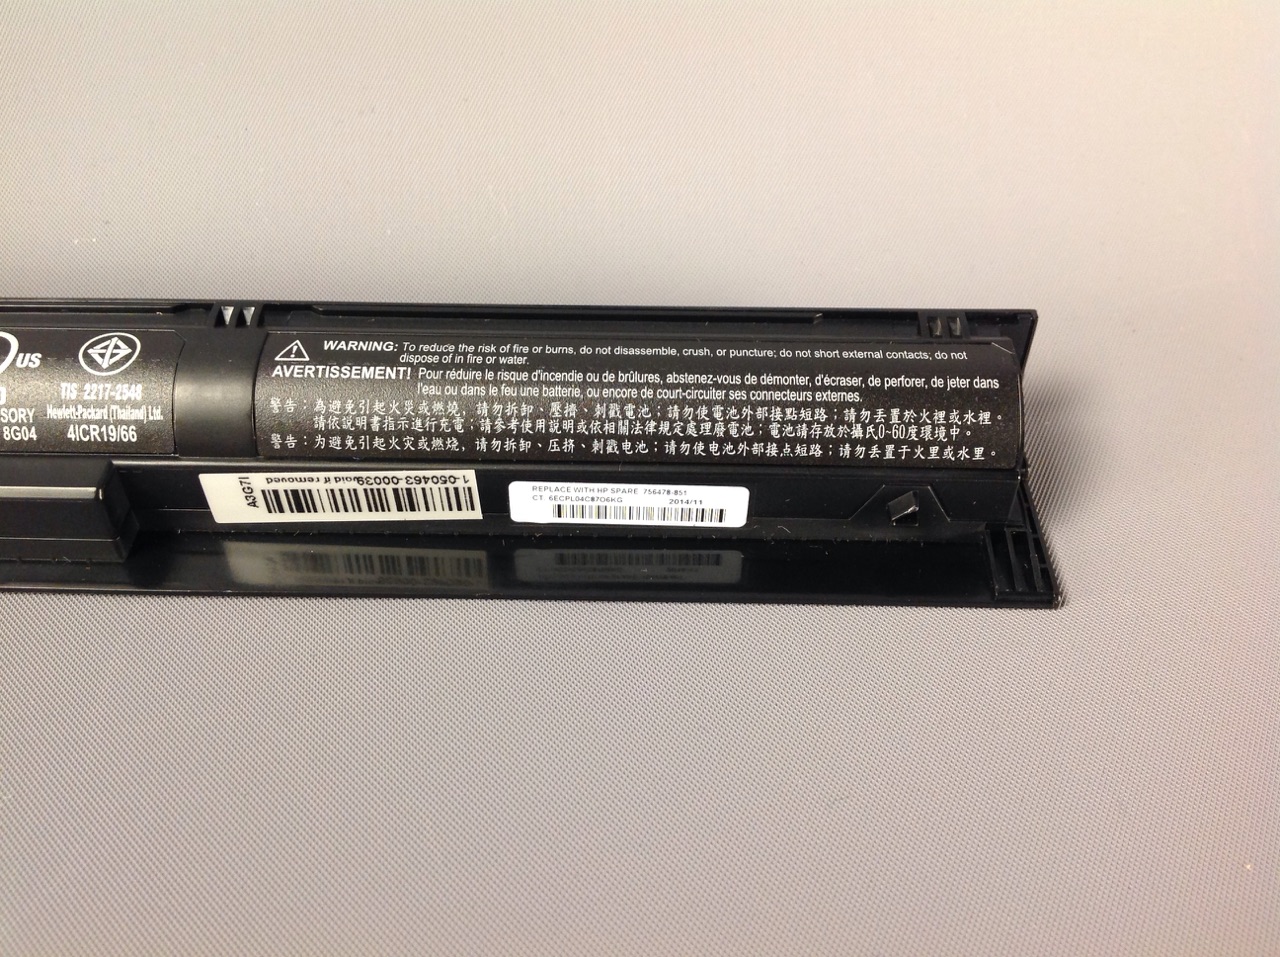 US
TIS 2217-2548
Hewlett-Packard (Thailand) Ltd.
SORY
8G04
4ICR19/66
WARNING: To reduce the risk of fire or burns, do not disassemble, crush, or puncture; do not short external contacts; do not
dispose of in fire or water.
AVERTISSEMENT! Pour réduire le risque d'incendie ou de brûlures, abstenez-vous de démonter, d'écraser, de perforer, de jeter dans
l'eau ou dans le feu une batterie, ou encore de court-circuiter ses connecteurs externes.
警告：為避免引起火災或燃燒，請勿拆卸、壓擠、刺戳電池；請勿使電池外部接點短路；請勿丟置於火裡或水裡。
請依說明書指示進行充電；請參考使用說明或依相關法律規定處理廢電池；電池請存放於攝氏0-60度環境中。
警告：为避免引起火灾或燃烧，请勿拆卸、压挤、刺戳电池；请勿使电池外部接点短路；请勿丢置于火里或水里。
A3G7I
1-050463-00039
Void if removed
REPLACE WITH HP SPARE 756478-851
CT: 6ECPL04C87O6KG 2014/11